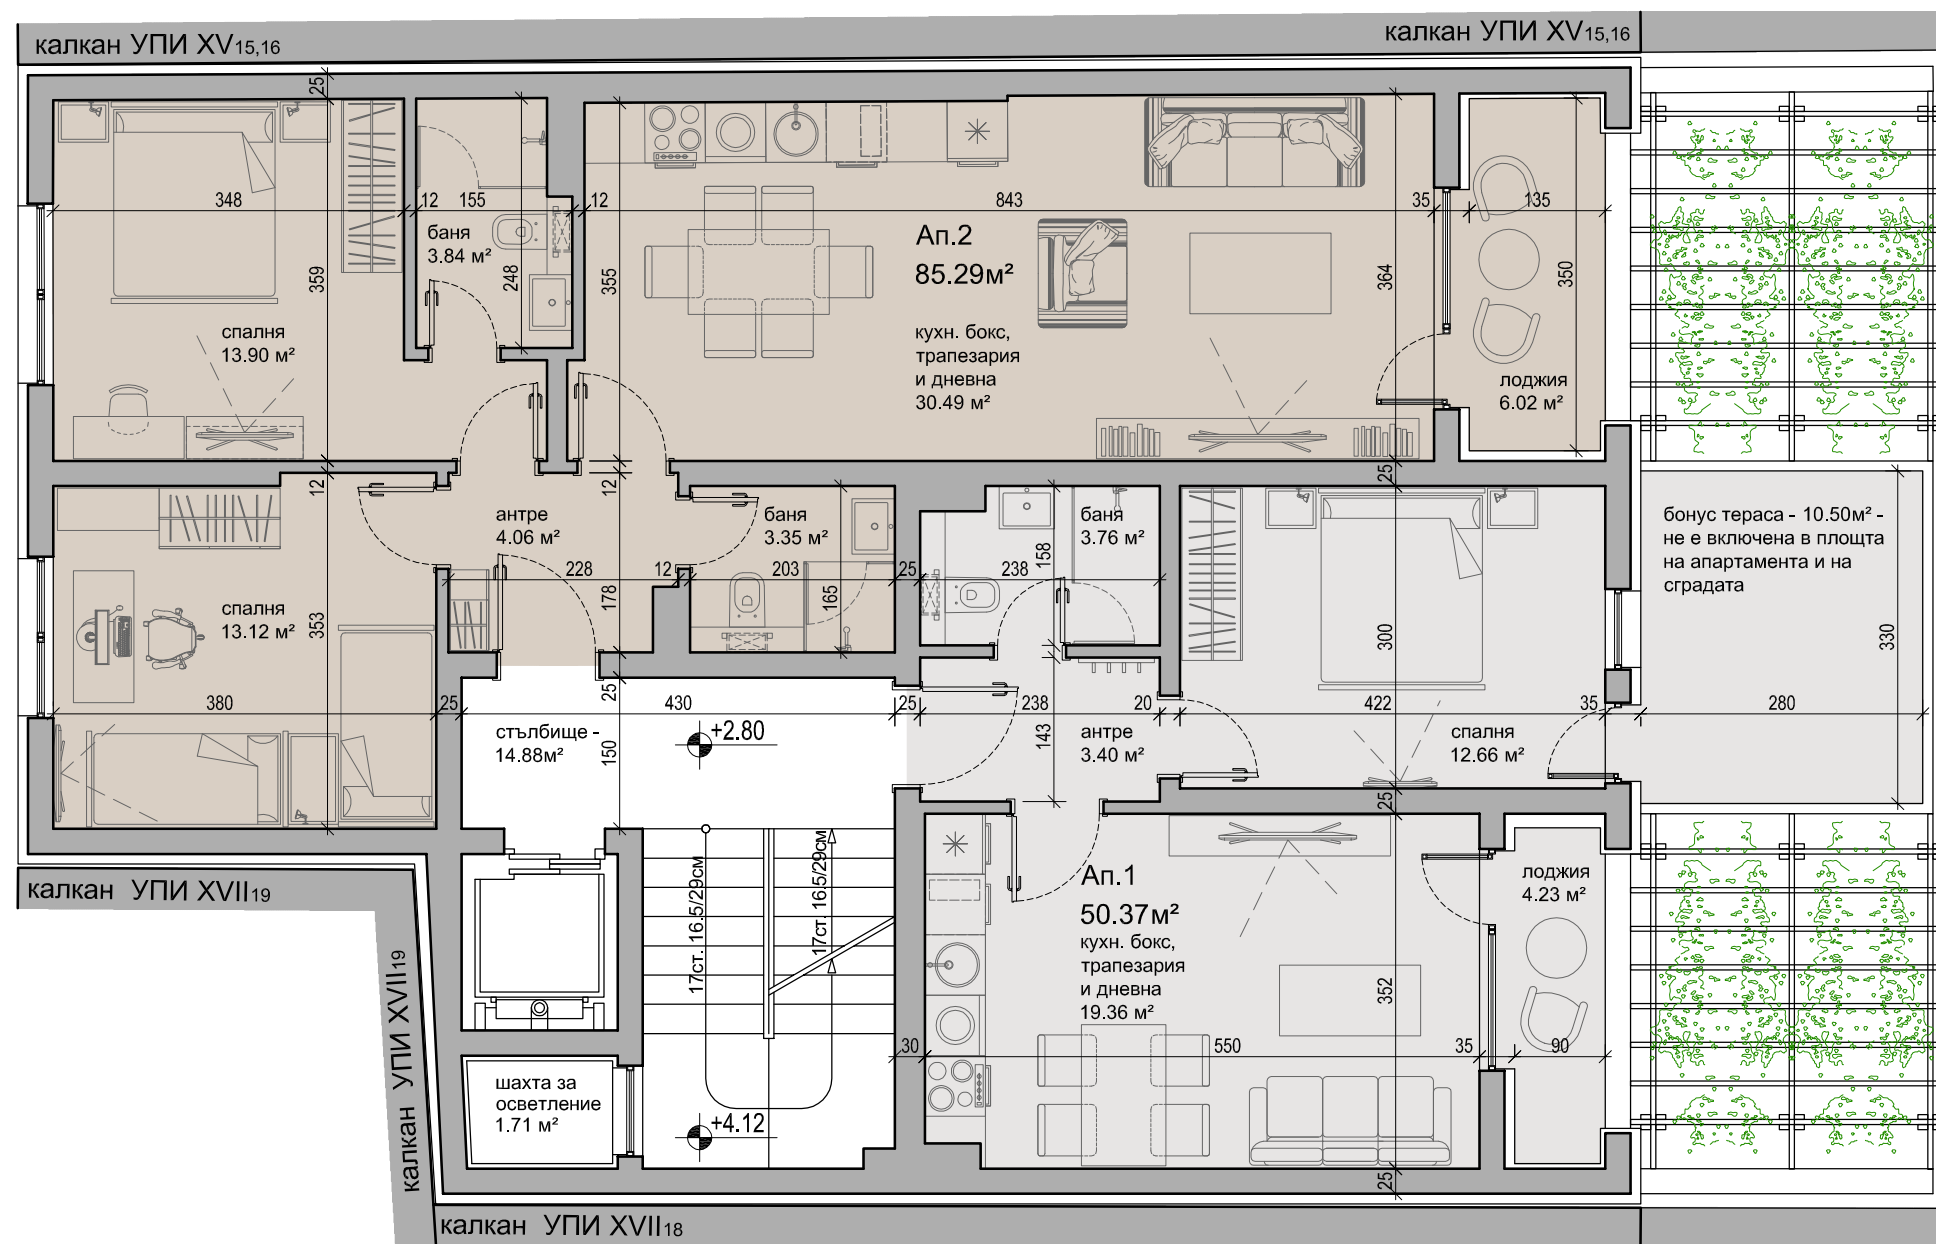 калкан УПИ XV15,16
калкан УПИ XV15,16
25
348
12
155
12
843
35
135
359
248
355
364
350
баня
3.84 м²
Ап.2
85.29м²
кухн. бокс,
трапезария
и дневна
30.49 м²
спалня
13.90 м²
лоджия
6.02 м²
12
12
25
антре
4.06 м²
баня
3.35 м²
баня
3.76 м²
бонус тераса - 10.50м² -
не е включена в площта
на апартамента и на
сградата
228
12
203
25
238
158
178
165
спалня
13.12 м²
353
300
330
380
25
25
430
25
238
20
422
35
280
стълбище -
14.88м²
150
+2.80
143
антре
3.40 м²
спалня
12.66 м²
25
17ст. 16.5/29см
17ст. 16.5/29см
калкан УПИ XVII19
калкан УПИ XVII19
Ап.1
50.37м²
кухн. бокс,
трапезария
и дневна
19.36 м²
лоджия
4.23 м²
352
30
550
35
90
шахта за
осветление
1.71 м²
+4.12
25
калкан УПИ XVII18